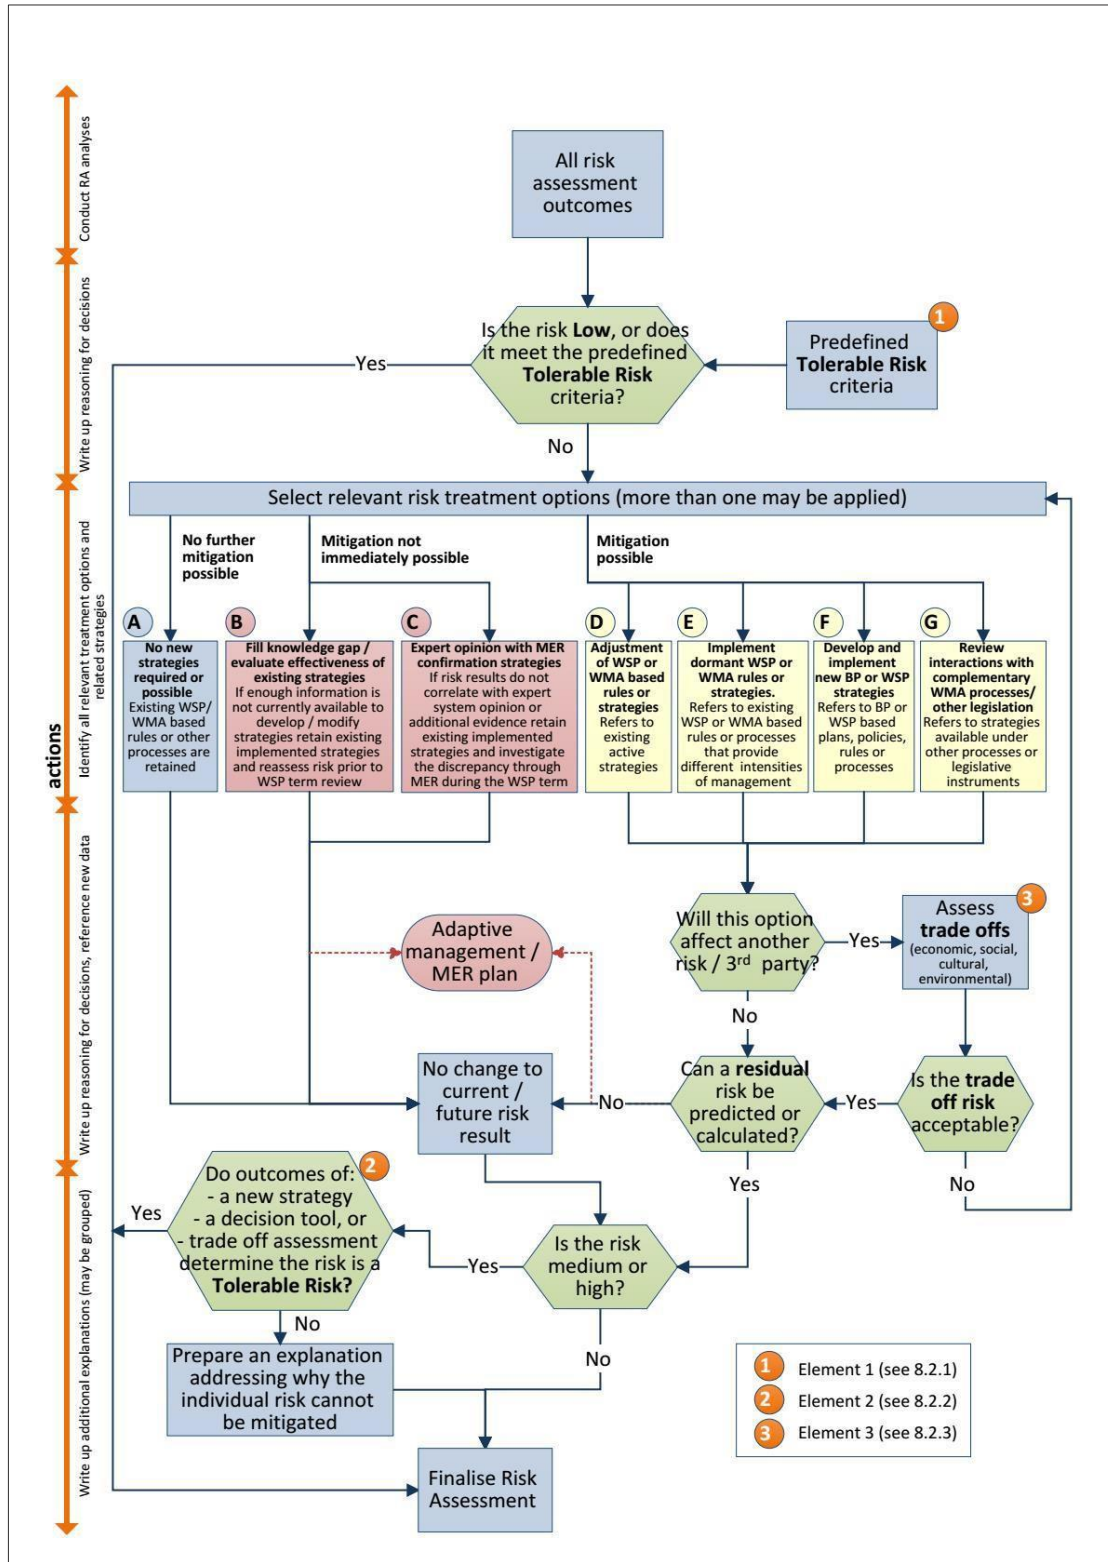 All risk
assessment
outcomes
Is the risk Low, or does
it meet the predefined
Tolerable Risk
criteria?
Predefined
Tolerable Risk
criteria
1
Yes
No
Select relevant risk treatment options (more than one may be applied)
No further
mitigation
possible
Mitigation not
immediately possible
Mitigation
possible
A
No new
strategies
required or
possible
Existing WSP/
WMA based
rules or other
processes are
retained
B
Fill knowledge gap /
evaluate effectiveness of
existing strategies
If enough information is
not currently available to
develop / modify
strategies retain existing
implemented strategies
and reassess risk prior to
WSP term review
C
Expert opinion with MER
confirmation strategies
If risk results do not
correlate with expert
system opinion or
additional evidence retain
existing implemented
strategies and investigate
the discrepancy through
MER during the WSP term
D
Adjustment
of WSP or
WMA based
rules or
strategies
Refers to
existing
active
strategies
E
Implement
dormant WSP or
WMA rules or
strategies.
Refers to existing
WSP or WMA based
rules or processes
that provide
different intensities
of management
F
Develop and
implement
new BP or WSP
strategies
Refers to BP or
WSP based
plans, policies,
rules or
processes
G
Review
interactions with
complementary
WMA processes/
other legislation
Refers to strategies
available under
other processes or
legislative
instruments
Will this option
affect another
risk / 3rd party?
Yes
3
Assess
trade offs
(economic, social,
cultural,
environmental)
Adaptive
management /
MER plan
No
No change to
current /
future risk
result
No
Can a residual
risk be
predicted or
calculated?
Yes
Is the trade
off risk
acceptable?
Yes
No
2
Do outcomes of:
- a new strategy
- a decision tool, or
- trade off assessment
determine the risk is a
Tolerable Risk?
Yes
Yes
Is the risk
medium or
high?
No
No
Prepare an explanation
addressing why the
individual risk cannot
be mitigated
Finalise Risk
Assessment
1 Element 1 (see 8.2.1)
2 Element 2 (see 8.2.2)
3 Element 3 (see 8.2.3)
actions
Conduct RA analyses
Write up reasoning for decisions
Identify all relevant treatment options and
related strategies
Write up reasoning for decisions, reference new data
Write up additional explanations (may be grouped)